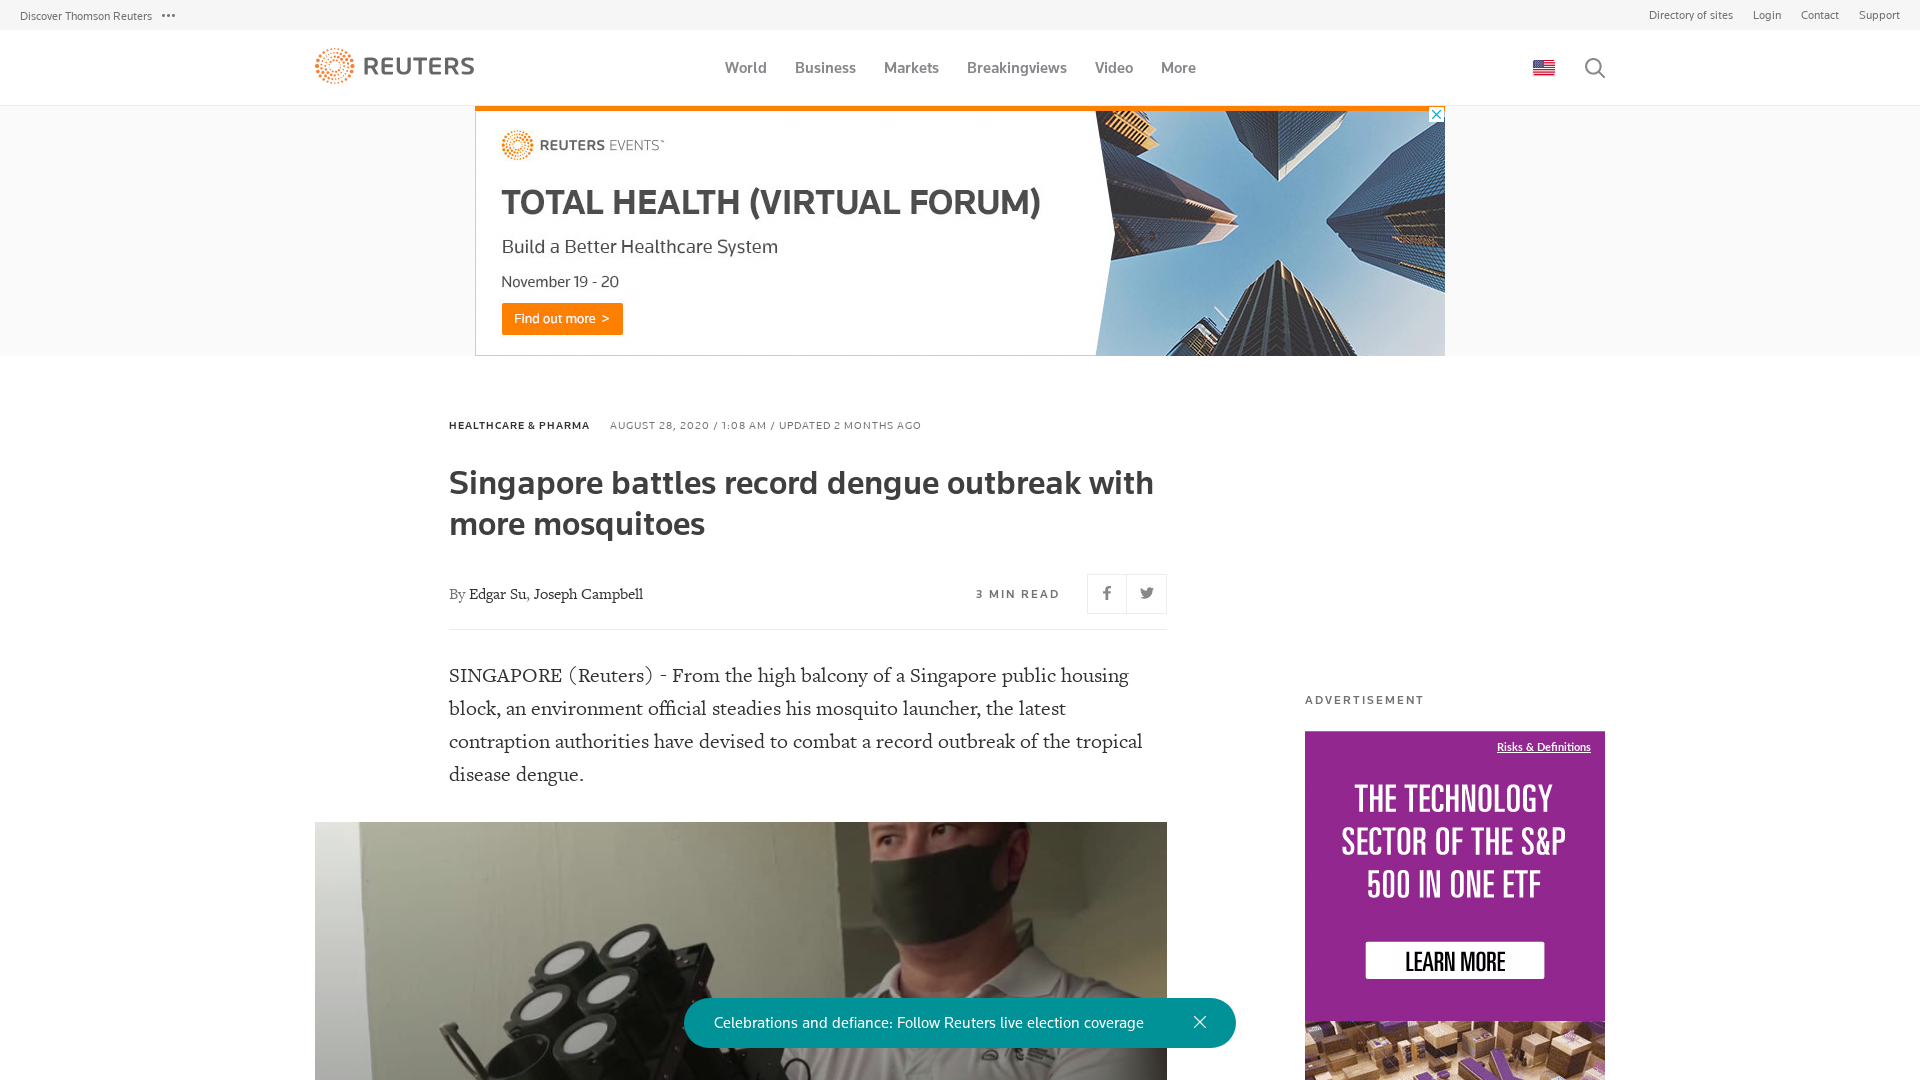 Discover Thomson Reuters
Directory of sites Login Contact Support
REUTERS World Business Markets Breakingviews Video More
REUTERS EVENTS™
TOTAL HEALTH (VIRTUAL FORUM)
Build a Better Healthcare System
November 19 - 20
Find out more >
HEALTHCARE & PHARMA AUGUST 28, 2020 / 1:08 AM / UPDATED 2 MONTHS AGO
Singapore battles record dengue outbreak with
more mosquitoes
By Edgar Su, Joseph Campbell 3 MIN READ
SINGAPORE (Reuters) - From the high balcony of a Singapore public housing
block, an environment official steadies his mosquito launcher, the latest
contraption authorities have devised to combat a record outbreak of the tropical
disease dengue.
ADVERTISEMENT
Risks & Definitions
THE TECHNOLOGY
SECTOR OF THE S&P
500 IN ONE ETF
LEARN MORE
Celebrations and defiance: Follow Reuters live election coverage